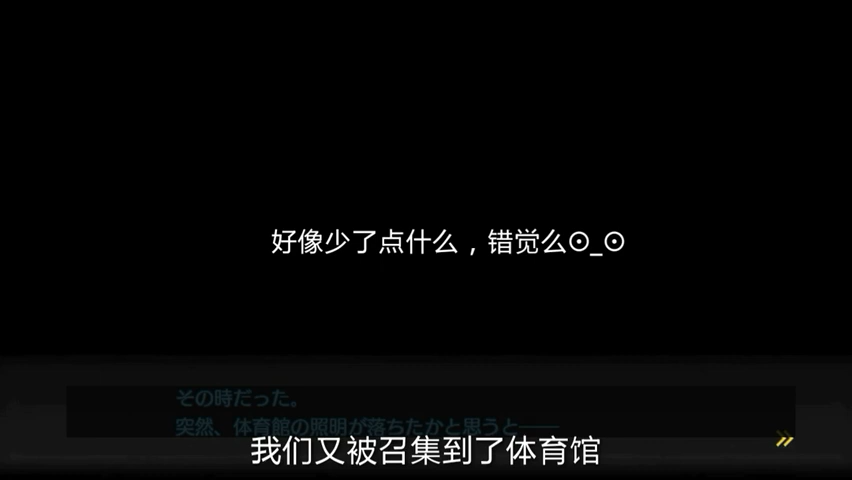 好像少了点什么，错觉么⊙_⊙
その時だった。
突然、体育館の照明が落ちたかと思うと――
我们又被召集到了体育馆